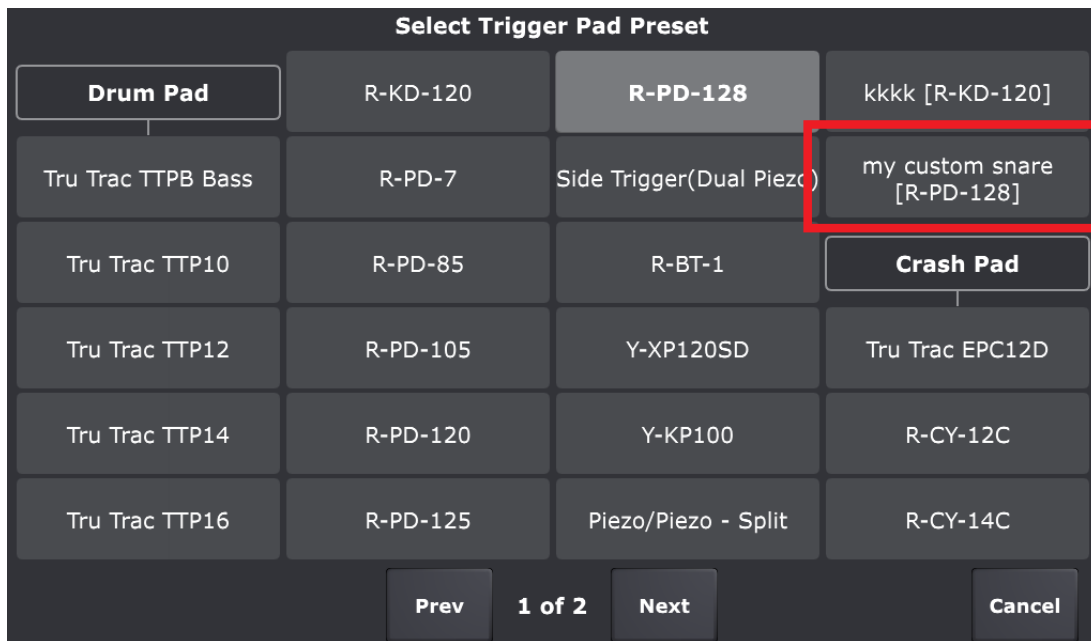 Select Trigger Pad Preset
Drum Pad
Tru Trac TTPB Bass
Tru Trac TTP10
Tru Trac TTP12
Tru Trac TTP14
Tru Trac TTP16
R-KD-120
R-PD-7
R-PD-85
R-PD-105
R-PD-120
R-PD-125
R-PD-128
Side Trigger(Dual Piezo)
R-BT-1
Y-XP120SD
Y-KP100
Piezo/Piezo - Split
kkkk [R-KD-120]
my custom snare
[R-PD-128]
Crash Pad
Tru Trac EPC12D
R-CY-12C
R-CY-14C
Prev 1 of 2 Next Cancel